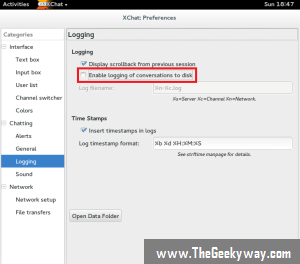 Activities XChat Sun 18:47
XChat: Preferences
Categories
Interface
Text box
Input box
User list
Channel switcher
Colors
Chatting
Alerts
General
Logging
Sound
Network
Network setup
File transfers
Logging
Logging
Display scrollback from previous session
Enable logging of conversations to disk
Log filename:
%s=Server %c=Channel %n=Network.
Time Stamps
Insert timestamps in logs
Log timestamp format: %b %d %H:%M:%S
See strftime manpage for details.
Open Data Folder
www.TheGeekyway.com